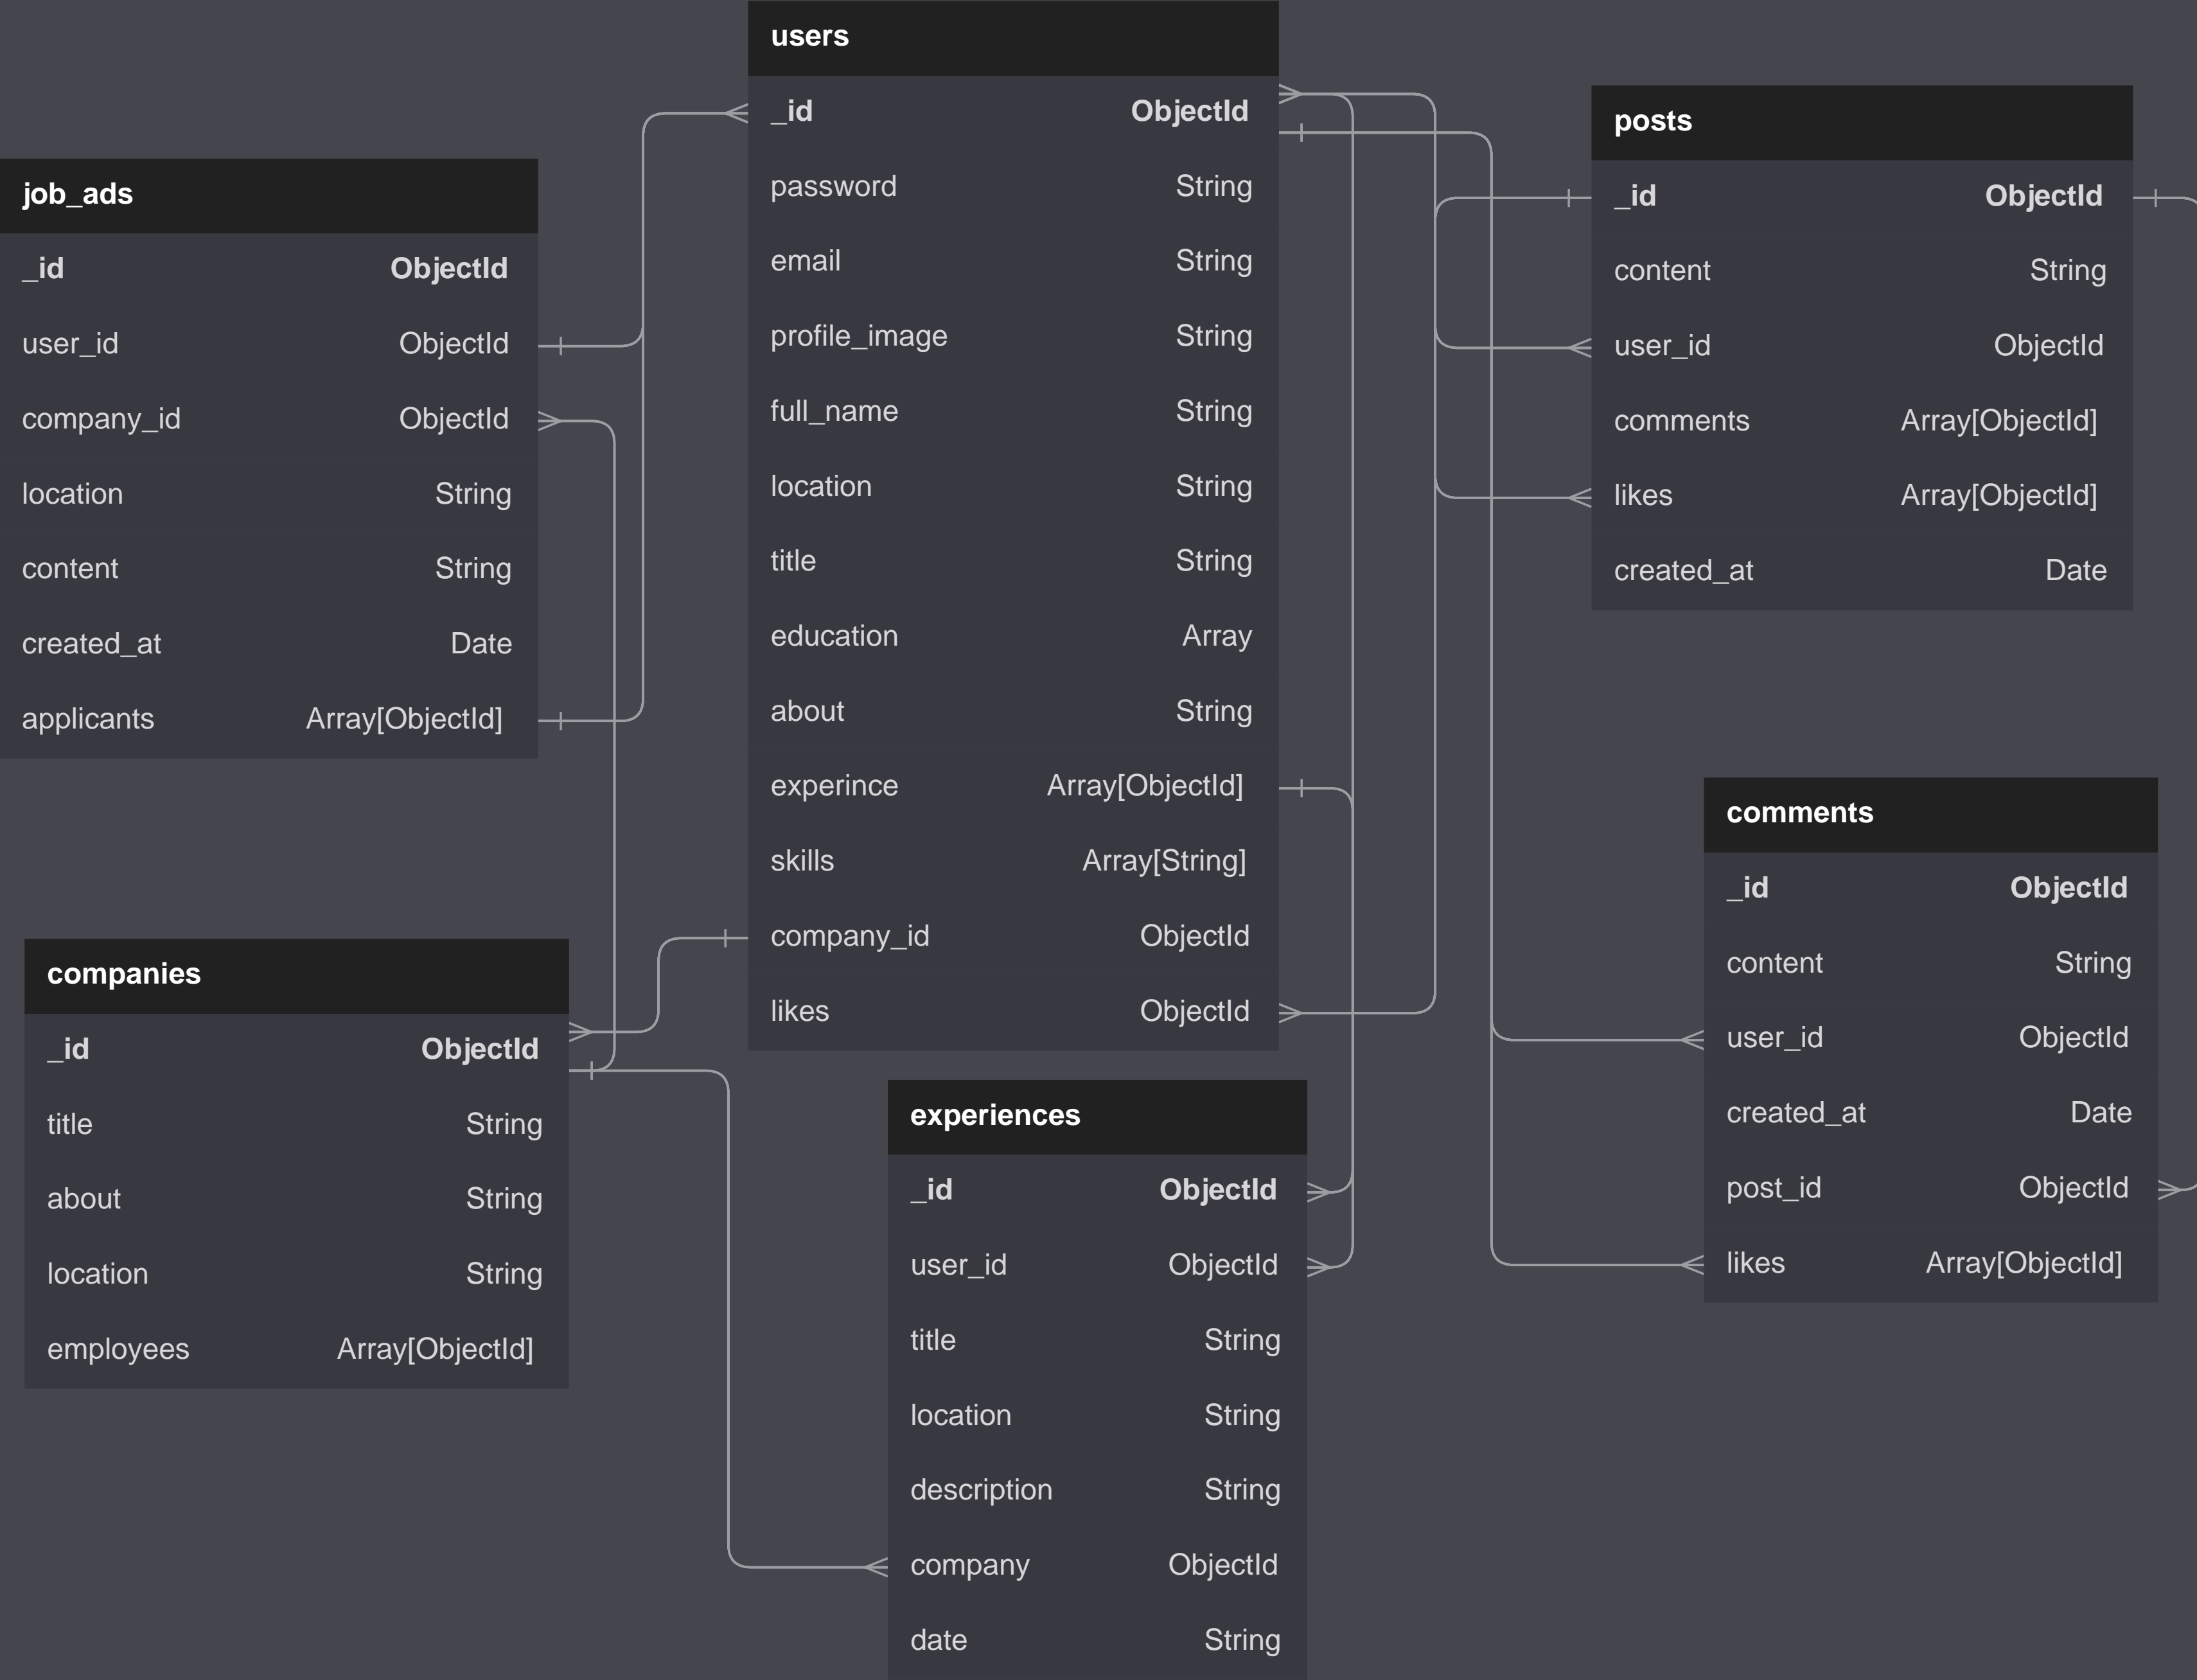 users
_id ObjectId
password String
email String
profile_image String
full_name String
location String
title String
education Array
about String
experince Array[ObjectId]
skills Array[String]
company_id ObjectId
likes ObjectId
posts
_id ObjectId
content String
user_id ObjectId
comments Array[ObjectId]
likes Array[ObjectId]
created_at Date
job_ads
_id ObjectId
user_id ObjectId
company_id ObjectId
location String
content String
created_at Date
applicants Array[ObjectId]
comments
_id ObjectId
content String
user_id ObjectId
created_at Date
post_id ObjectId
likes Array[ObjectId]
companies
_id ObjectId
title String
about String
location String
employees Array[ObjectId]
experiences
_id ObjectId
user_id ObjectId
title String
location String
description String
company ObjectId
date String